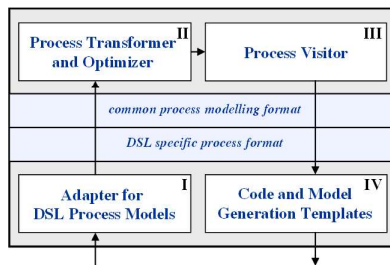 II
Process Transformer
and Optimizer
III
Process Visitor
common process modelling format
DSL specific process format
I
Adapter for
DSL Process Models
IV
Code and Model
Generation Templates